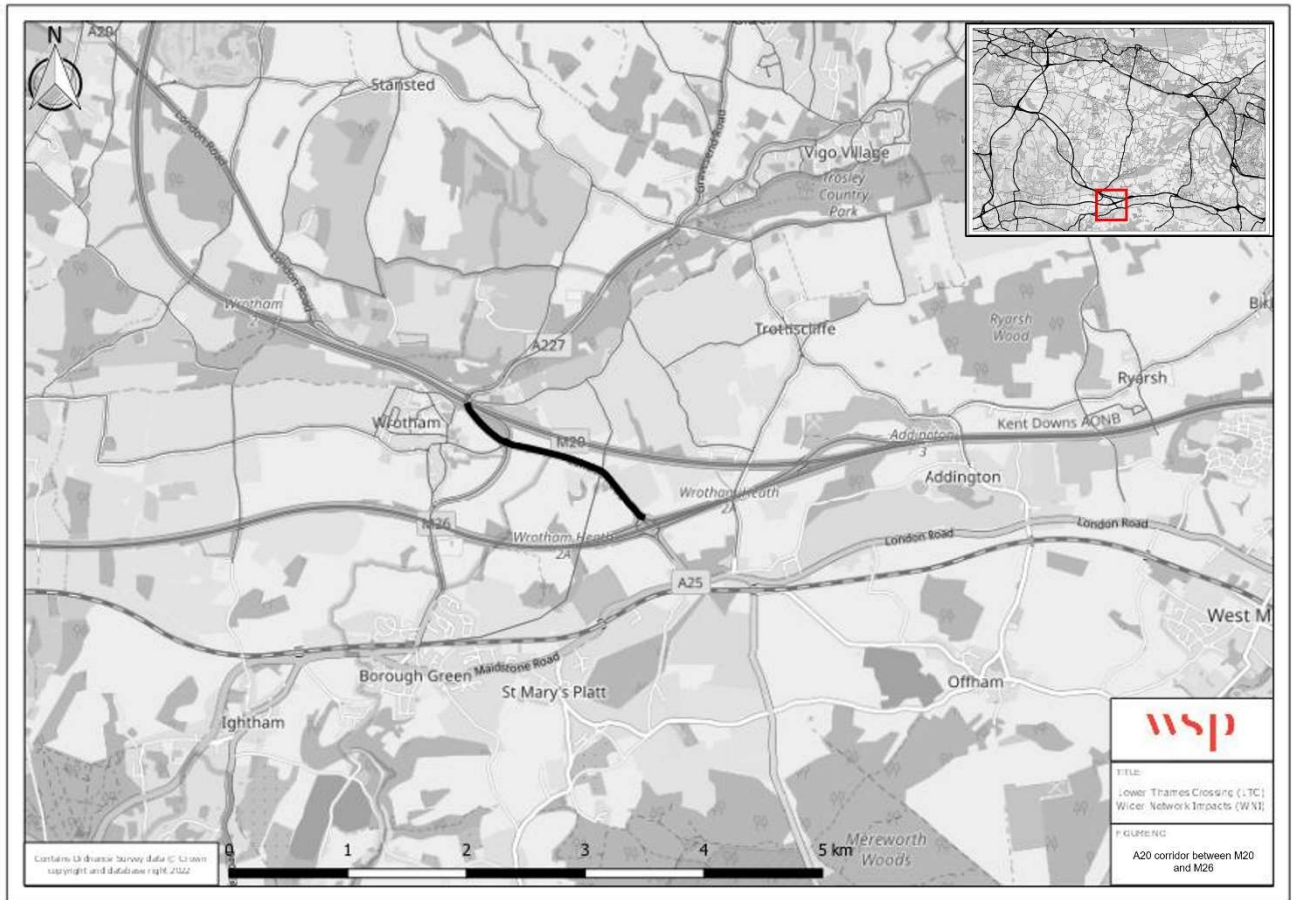 A20
N
Stansted
London Road
Gravesend Road
Vigo Village
Trosley
Country
Park
London Road
Wrotham
A227
Trottiscliffe
Ryarsh
Wood
Ryarsh
Wrotham
M20
Addington
3
Kent Downs AONB
Addington
Wrotham Heath
M26
Wrotham Heath
2A
London Road
London Road
A25
West M
Borough Green
Maidstone Road
St Mary's Platt
Offham
Ightham
Mereworth
Woods
0 1 2 3 4 5 km
Contains Ordnance Survey data © Crown
copyright and database right 2022
wsp
TITLE:
Lower Thames Crossing (LTC)
Wider Network Impacts (WNI)
FIGURE NO:
A20 corridor between M20
and M26